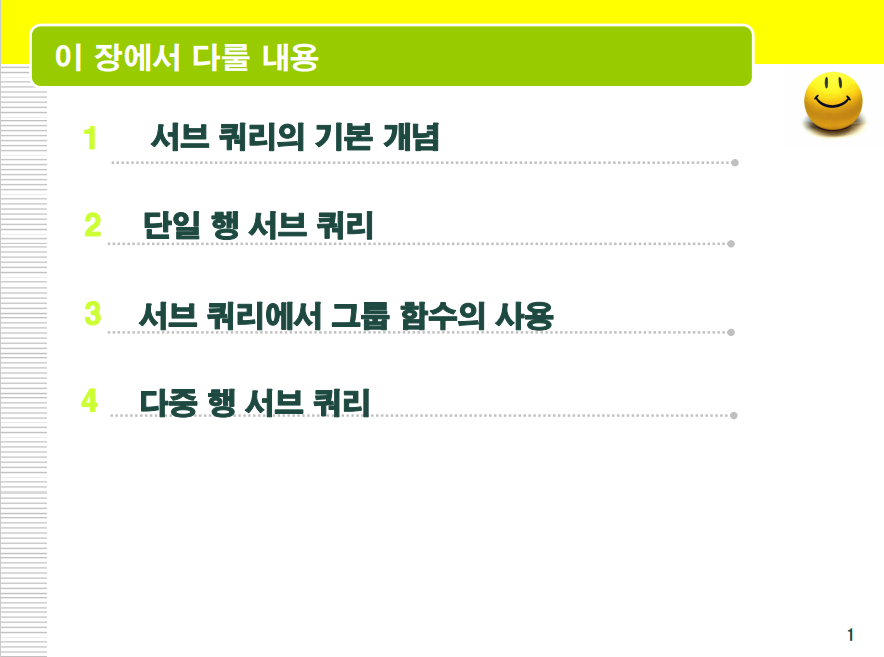 이 장에서 다룰 내용
1 서브 쿼리의 기본 개념
2 단일 행 서브 쿼리
3 서브 쿼리에서 그룹 함수의 사용
4 다중 행 서브 쿼리
1